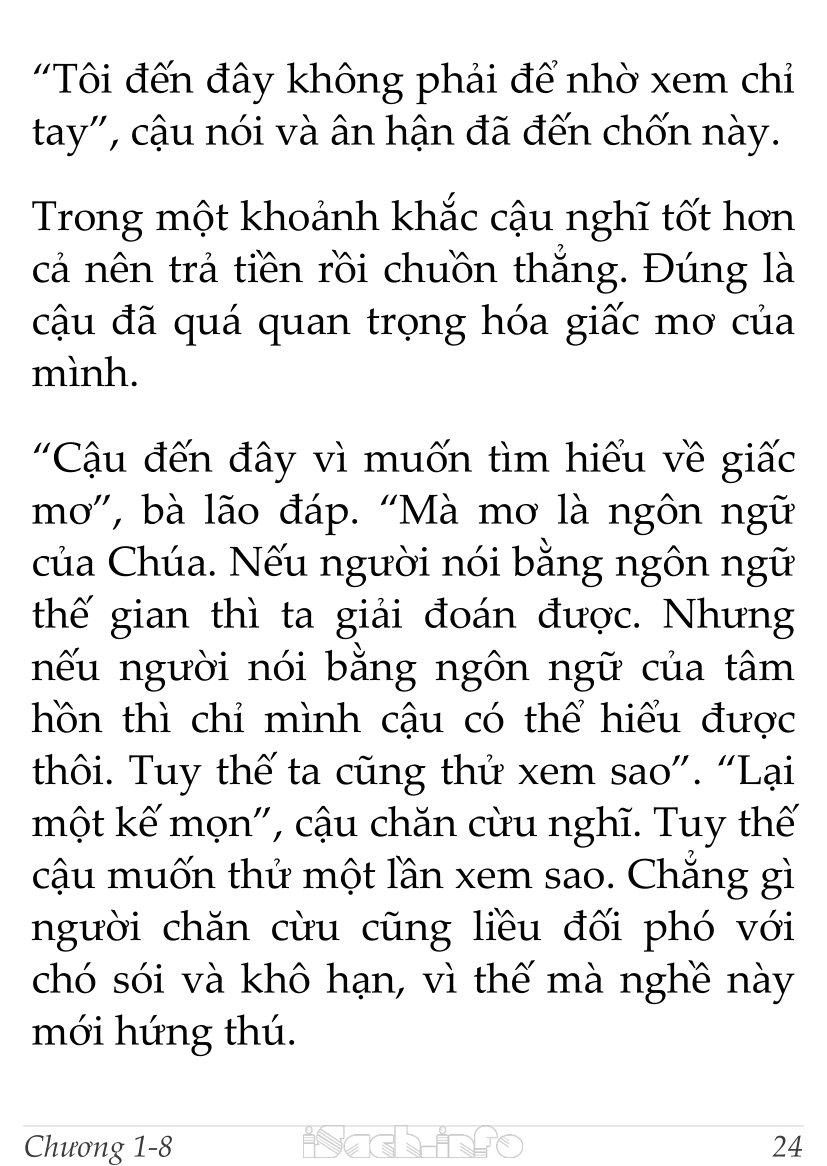 “Tôi đến đây không phải để nhờ xem chỉ
tay”, cậu nói và ân hận đã đến chốn này.
Trong một khoảnh khắc cậu nghĩ tốt hơn
cả nên trả tiền rồi chuồn thẳng. Đúng là
cậu đã quá quan trọng hóa giấc mơ của
mình.
“Cậu đến đây vì muốn tìm hiểu về giấc
mơ”, bà lão đáp. “Mà mơ là ngôn ngữ
của Chúa. Nếu người nói bằng ngôn ngữ
thế gian thì ta giải đoán được. Nhưng
nếu người nói bằng ngôn ngữ của tâm
hồn thì chỉ mình cậu có thể hiểu được
thôi. Tuy thế ta cũng thử xem sao”. “Lại
một kế mọn”, cậu chăn cừu nghĩ. Tuy thế
cậu muốn thử một lần xem sao. Chẳng gì
người chăn cừu cũng liều đối phó với
chó sói và khô hạn, vì thế mà nghề này
mới hứng thú.
Chương 1-8 iSach.info 24